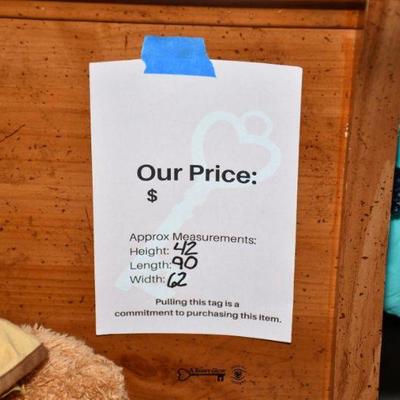 Our Price:
$
Approx Measurements:
Height: 42
Length: 90
Width: 62
Pulling this tag is a
commitment to purchasing this item.